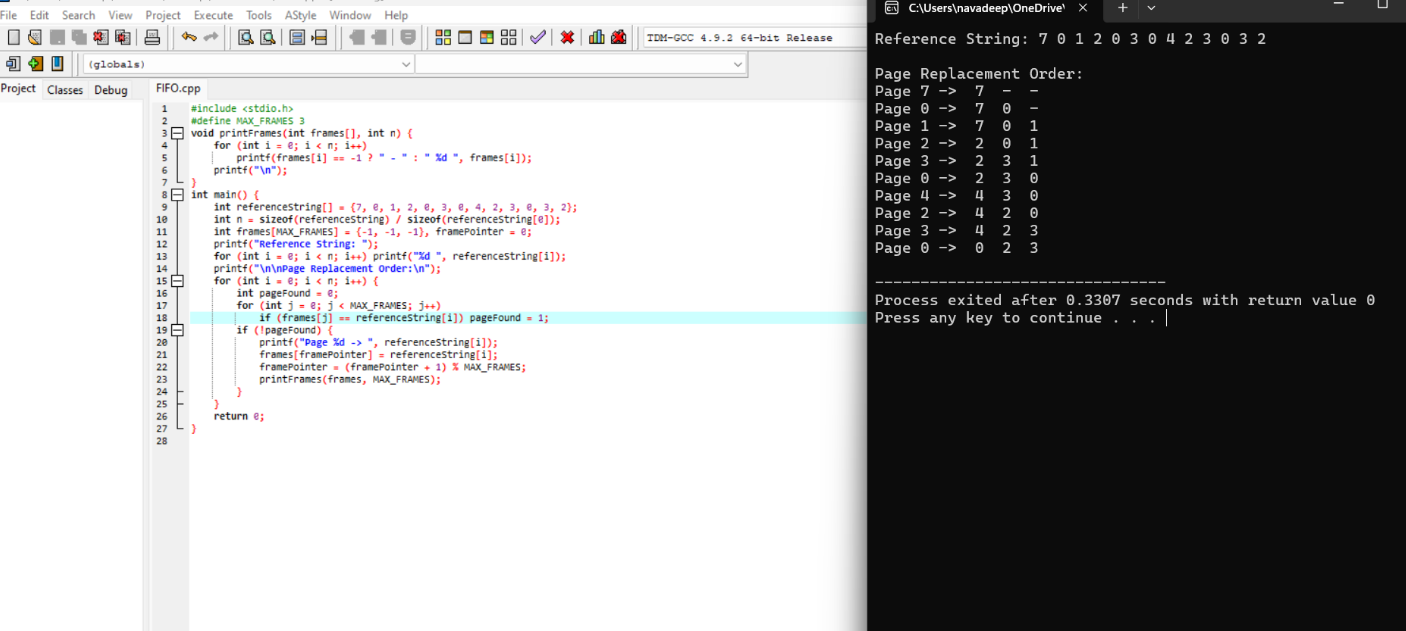 File Edit Search View Project Execute Tools AStyle Window Help
TDM-GCC 4.9.2 64-bit Release
(globals)
Project Classes Debug
FIFO.cpp
1 #include <stdio.h>
2 #define MAX_FRAMES 3
3 void printFrames(int frames[], int n) {
4 for (int i = 0; i < n; i++)
5 printf(frames[i] == -1 ? " - " : " %d ", frames[i]);
6 printf("\n");
7 }
8 int main() {
9 int referenceString[] = {7, 0, 1, 2, 0, 3, 0, 4, 2, 3, 0, 3, 2};
10 int n = sizeof(referenceString) / sizeof(referenceString[0]);
11 int frames[MAX_FRAMES] = {-1, -1, -1}, framePointer = 0;
12 printf("Reference String: ");
13 for (int i = 0; i < n; i++) printf("%d ", referenceString[i]);
14 printf("\n\nPage Replacement Order:\n");
15 for (int i = 0; i < n; i++) {
16 int pageFound = 0;
17 for (int j = 0; j < MAX_FRAMES; j++)
18 if (frames[j] == referenceString[i]) pageFound = 1;
19 if (!pageFound) {
20 printf("Page %d -> ", referenceString[i]);
21 frames[framePointer] = referenceString[i];
22 framePointer = (framePointer + 1) % MAX_FRAMES;
23 printFrames(frames, MAX_FRAMES);
24 }
25 }
26 return 0;
27 }
28
C:\Users\navadeep\OneDrive\
Reference String: 7 0 1 2 0 3 0 4 2 3 0 3 2
Page Replacement Order:
Page 7 -> 7 - -
Page 0 -> 7 0 -
Page 1 -> 7 0 1
Page 2 -> 2 0 1
Page 3 -> 2 3 1
Page 0 -> 2 3 0
Page 4 -> 4 3 0
Page 2 -> 4 2 0
Page 3 -> 4 2 3
Page 0 -> 0 2 3
--------------------------------
Process exited after 0.3307 seconds with return value 0
Press any key to continue . . .